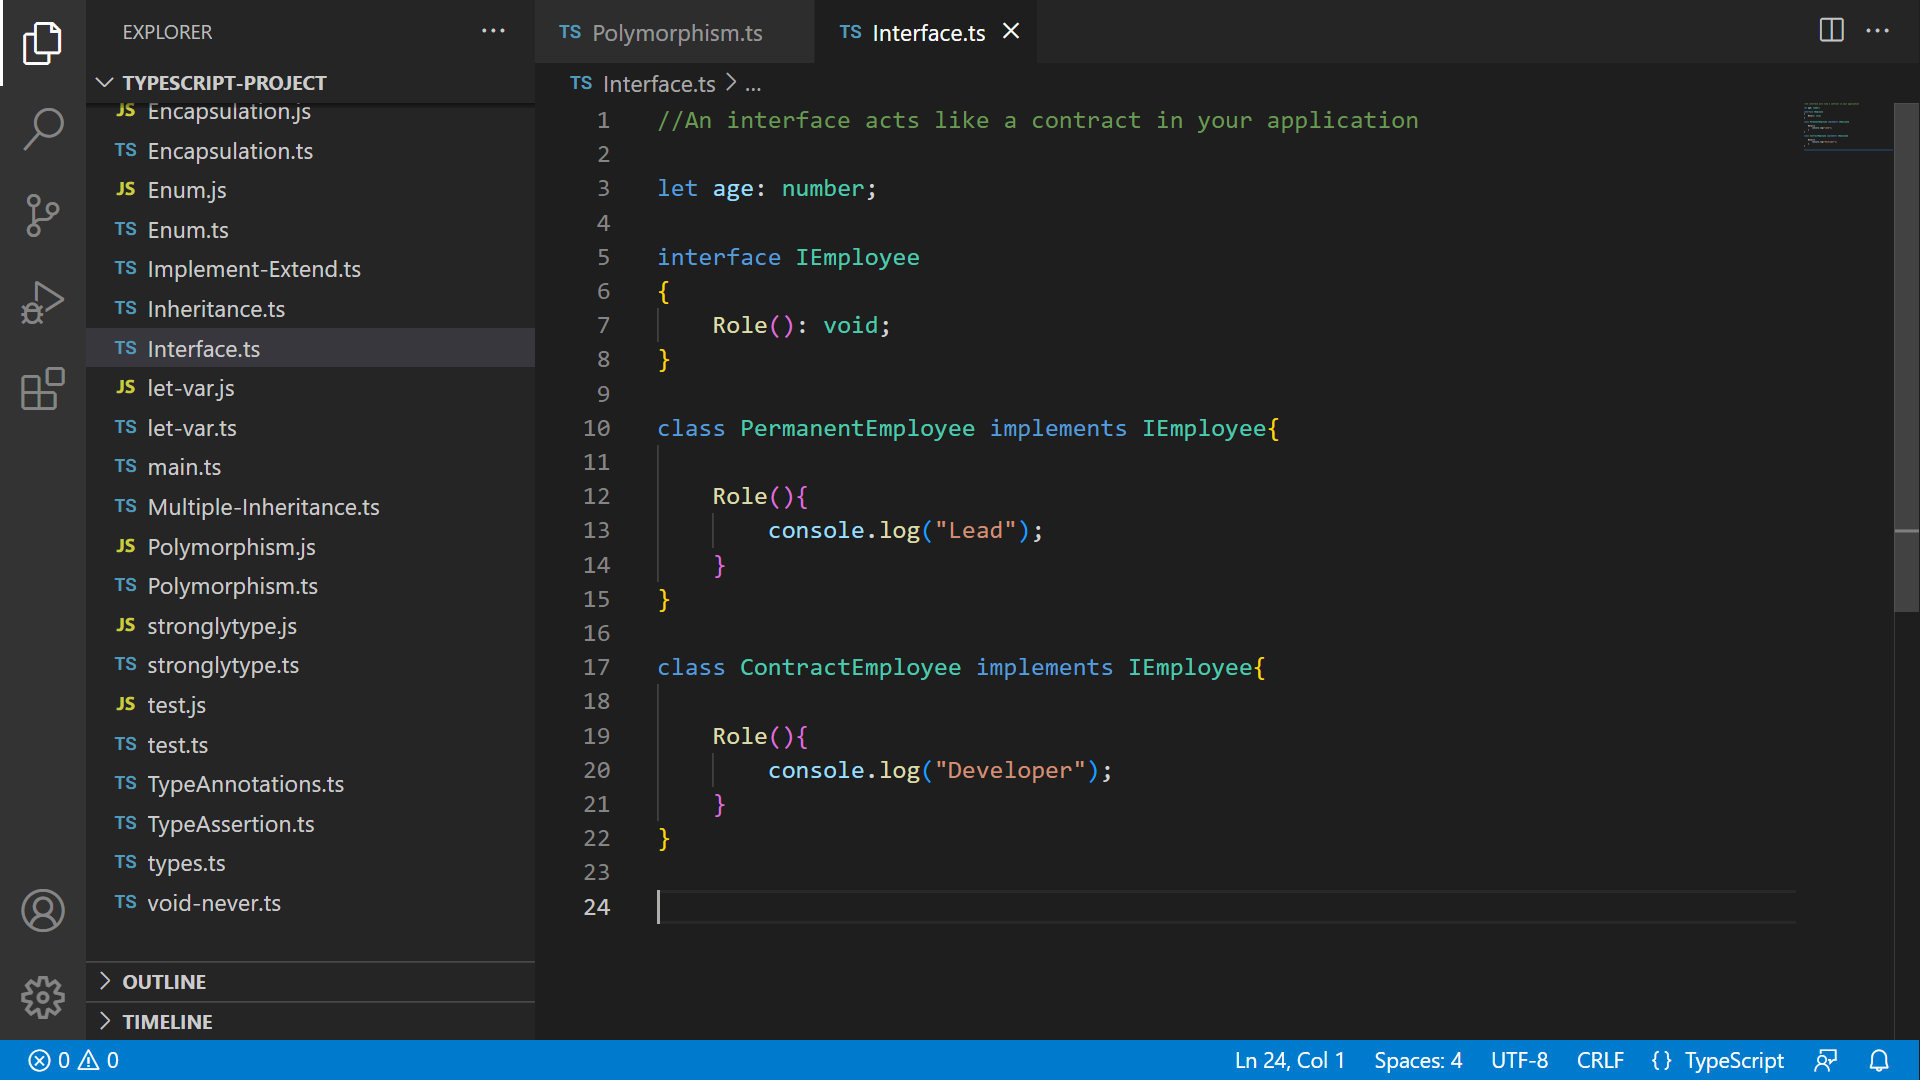 EXPLORER
TYPESCRIPT-PROJECT
JS Encapsulation.js
TS Encapsulation.ts
JS Enum.js
TS Enum.ts
TS Implement-Extend.ts
TS Inheritance.ts
TS Interface.ts
JS let-var.js
TS let-var.ts
TS main.ts
TS Multiple-Inheritance.ts
JS Polymorphism.js
TS Polymorphism.ts
JS stronglytype.js
TS stronglytype.ts
JS test.js
TS test.ts
TS TypeAnnotations.ts
TS TypeAssertion.ts
TS types.ts
TS void-never.ts
OUTLINE
TIMELINE
TS Polymorphism.ts
TS Interface.ts
TS Interface.ts > ...
1 //An interface acts like a contract in your application
2
3 let age: number;
4
5 interface IEmployee
6 {
7     Role(): void;
8 }
9
10 class PermanentEmployee implements IEmployee{
11
12     Role(){
13         console.log("Lead");
14     }
15 }
16
17 class ContractEmployee implements IEmployee{
18
19     Role(){
20         console.log("Developer");
21     }
22 }
23
24
0 0
Ln 24, Col 1 Spaces: 4 UTF-8 CRLF {} TypeScript